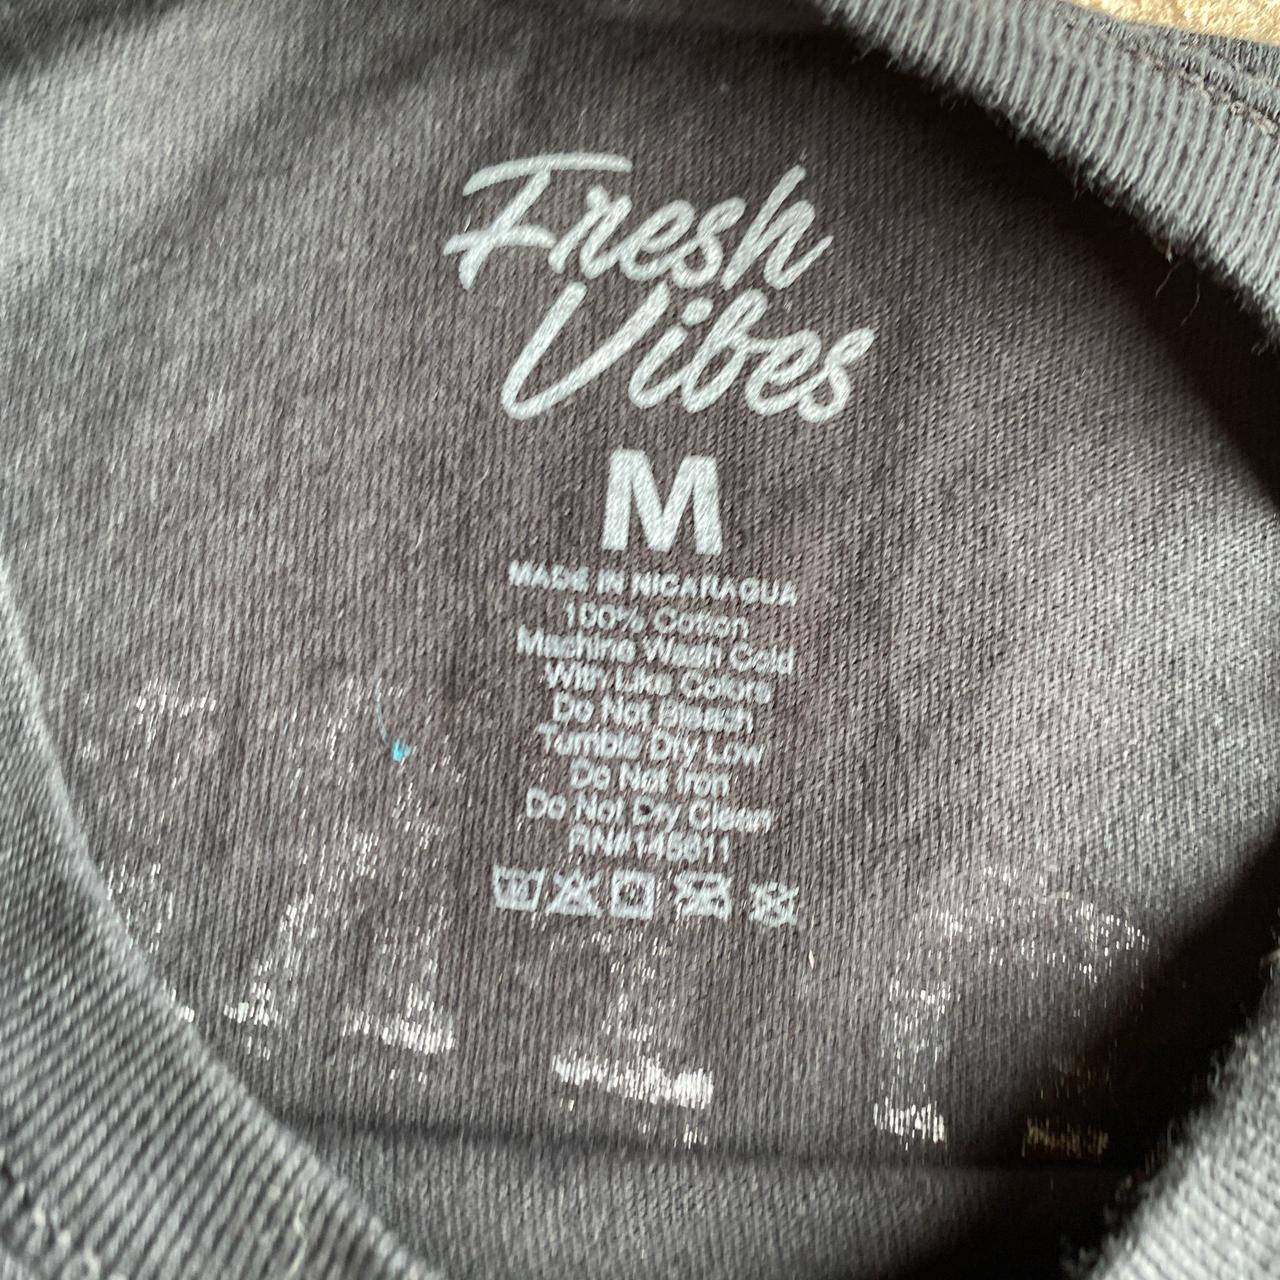 Fresh
Vibes
M
MADE IN NICARAGUA
100% Cotton
Machine Wash Cold
With Like Colors
Do Not Bleach
Tumble Dry Low
Do Not Iron
Do Not Dry Clean